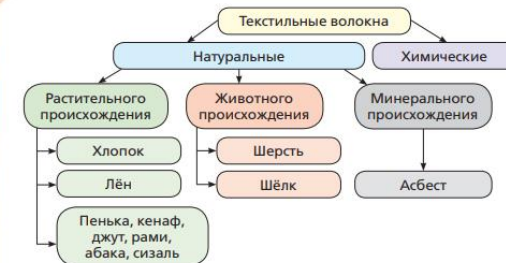 Текстильные волокна
Натуральные
Химические
Растительного
происхождения
Животного
происхождения
Минерального
происхождения
Хлопок
Шерсть
Лён
Шёлк
Асбест
Пенька, кенаф,
джут, рами,
абака, сизаль